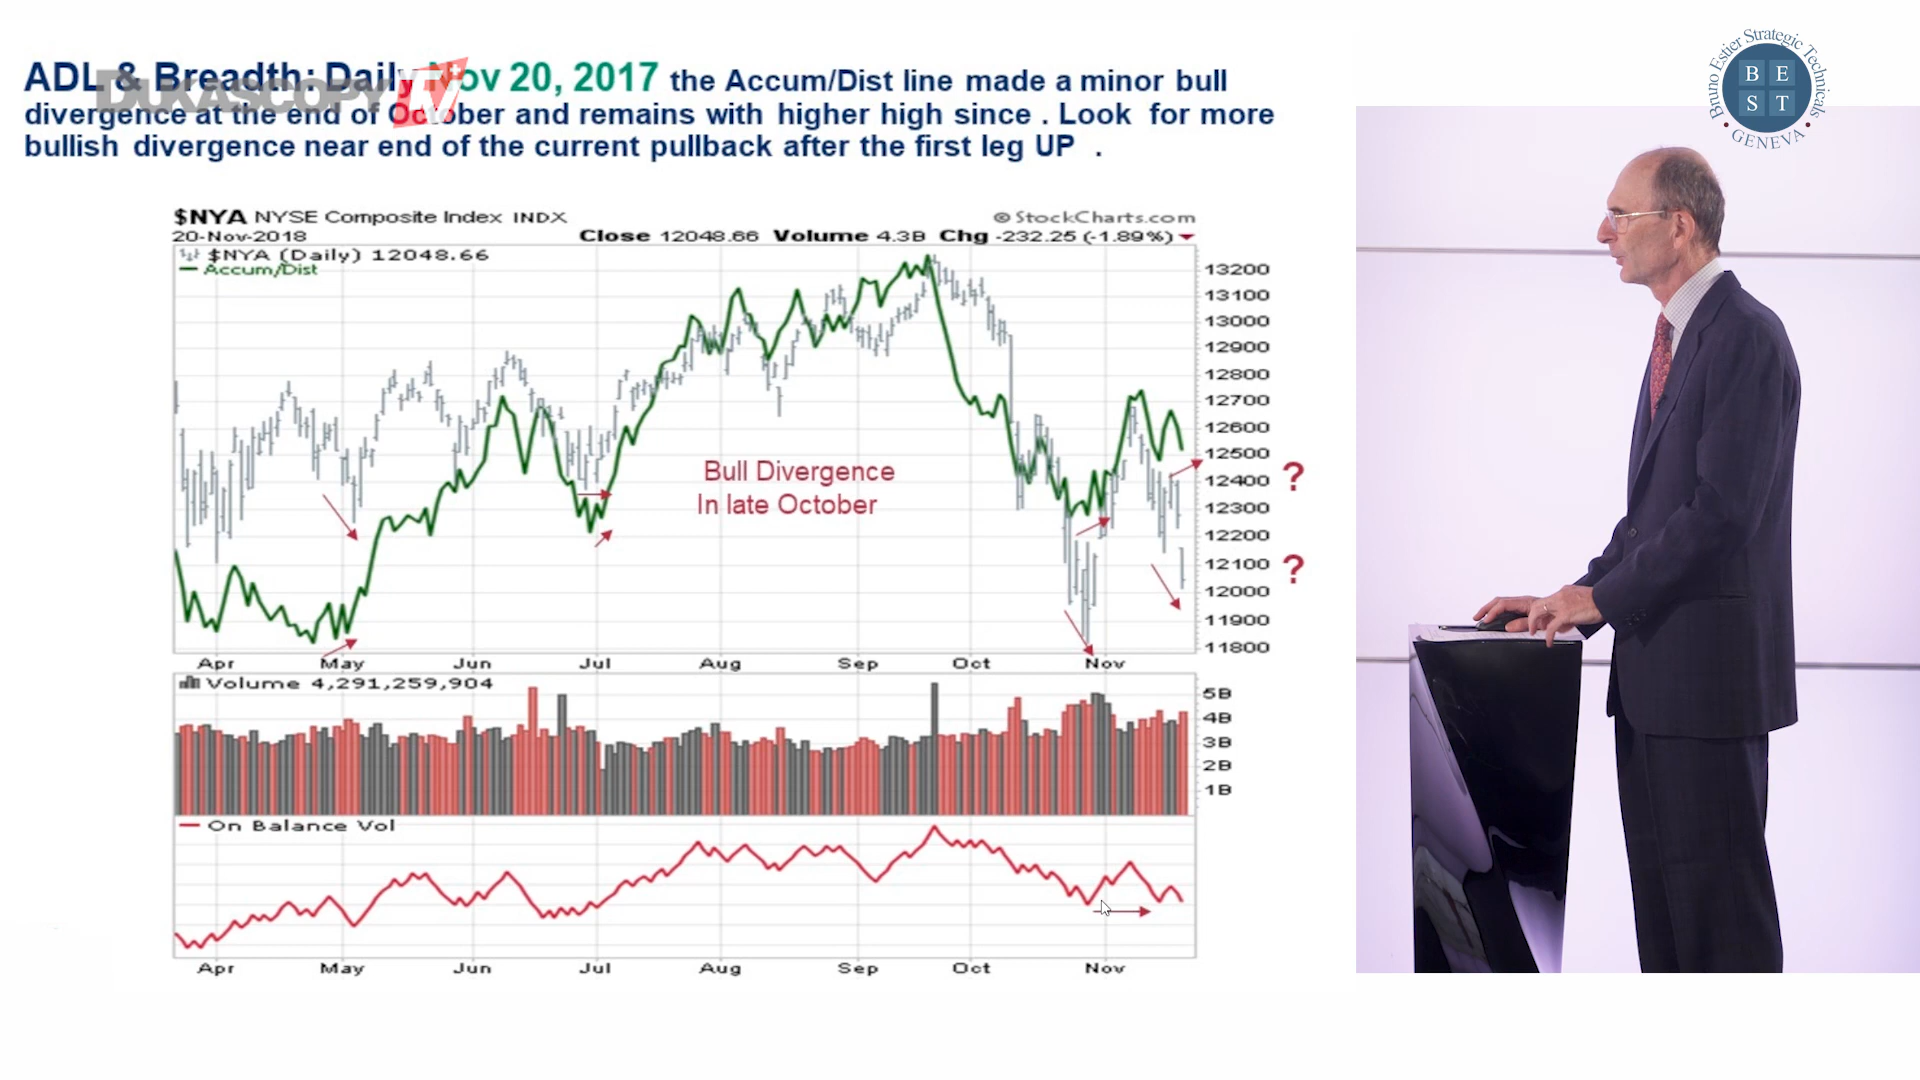 ADL & Breadth: Daily Nov 20, 2017 the Accum/Dist line made a minor bull
divergence at the end of October and remains with higher high since . Look for more
bullish divergence near end of the current pullback after the first leg UP .
DUKASCOPY TV
Bruno Estier Strategic Technicals
B E
S T
• GENEVA •
$NYA NYSE Composite Index INDX
© StockCharts.com
20-Nov-2018
Close 12048.66 Volume 4.3B Chg -232.25 (-1.89%)
$NYA (Daily) 12048.66
Accum/Dist
13200
13100
13000
12900
12800
12700
12600
12500
12400
12300
12200
12100
12000
11900
11800
Bull Divergence
In late October
?
?
Apr May Jun Jul Aug Sep Oct Nov
Volume 4,291,259,904
5B
4B
3B
2B
1B
On Balance Vol
Apr May Jun Jul Aug Sep Oct Nov